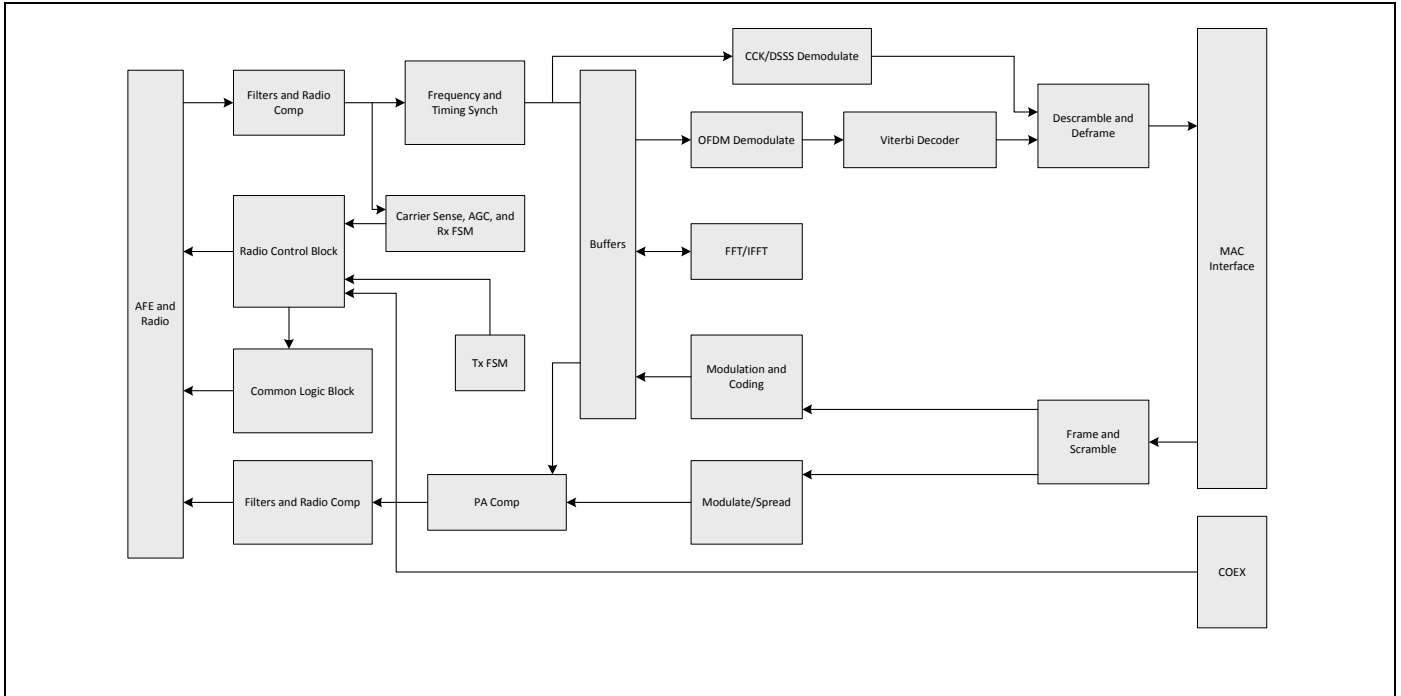 CCK/DSSS Demodulate
Filters and Radio
Comp
Frequency and
Timing Synch
Descramble and
Deframe
OFDM Demodulate
Viterbi Decoder
Carrier Sense, AGC, and
Rx FSM
Radio Control Block
Buffers
FFT/IFFT
MAC
Interface
AFE and
Radio
Tx FSM
Modulation and
Coding
Common Logic Block
Frame and
Scramble
Filters and Radio Comp
PA Comp
Modulate/Spread
COEX